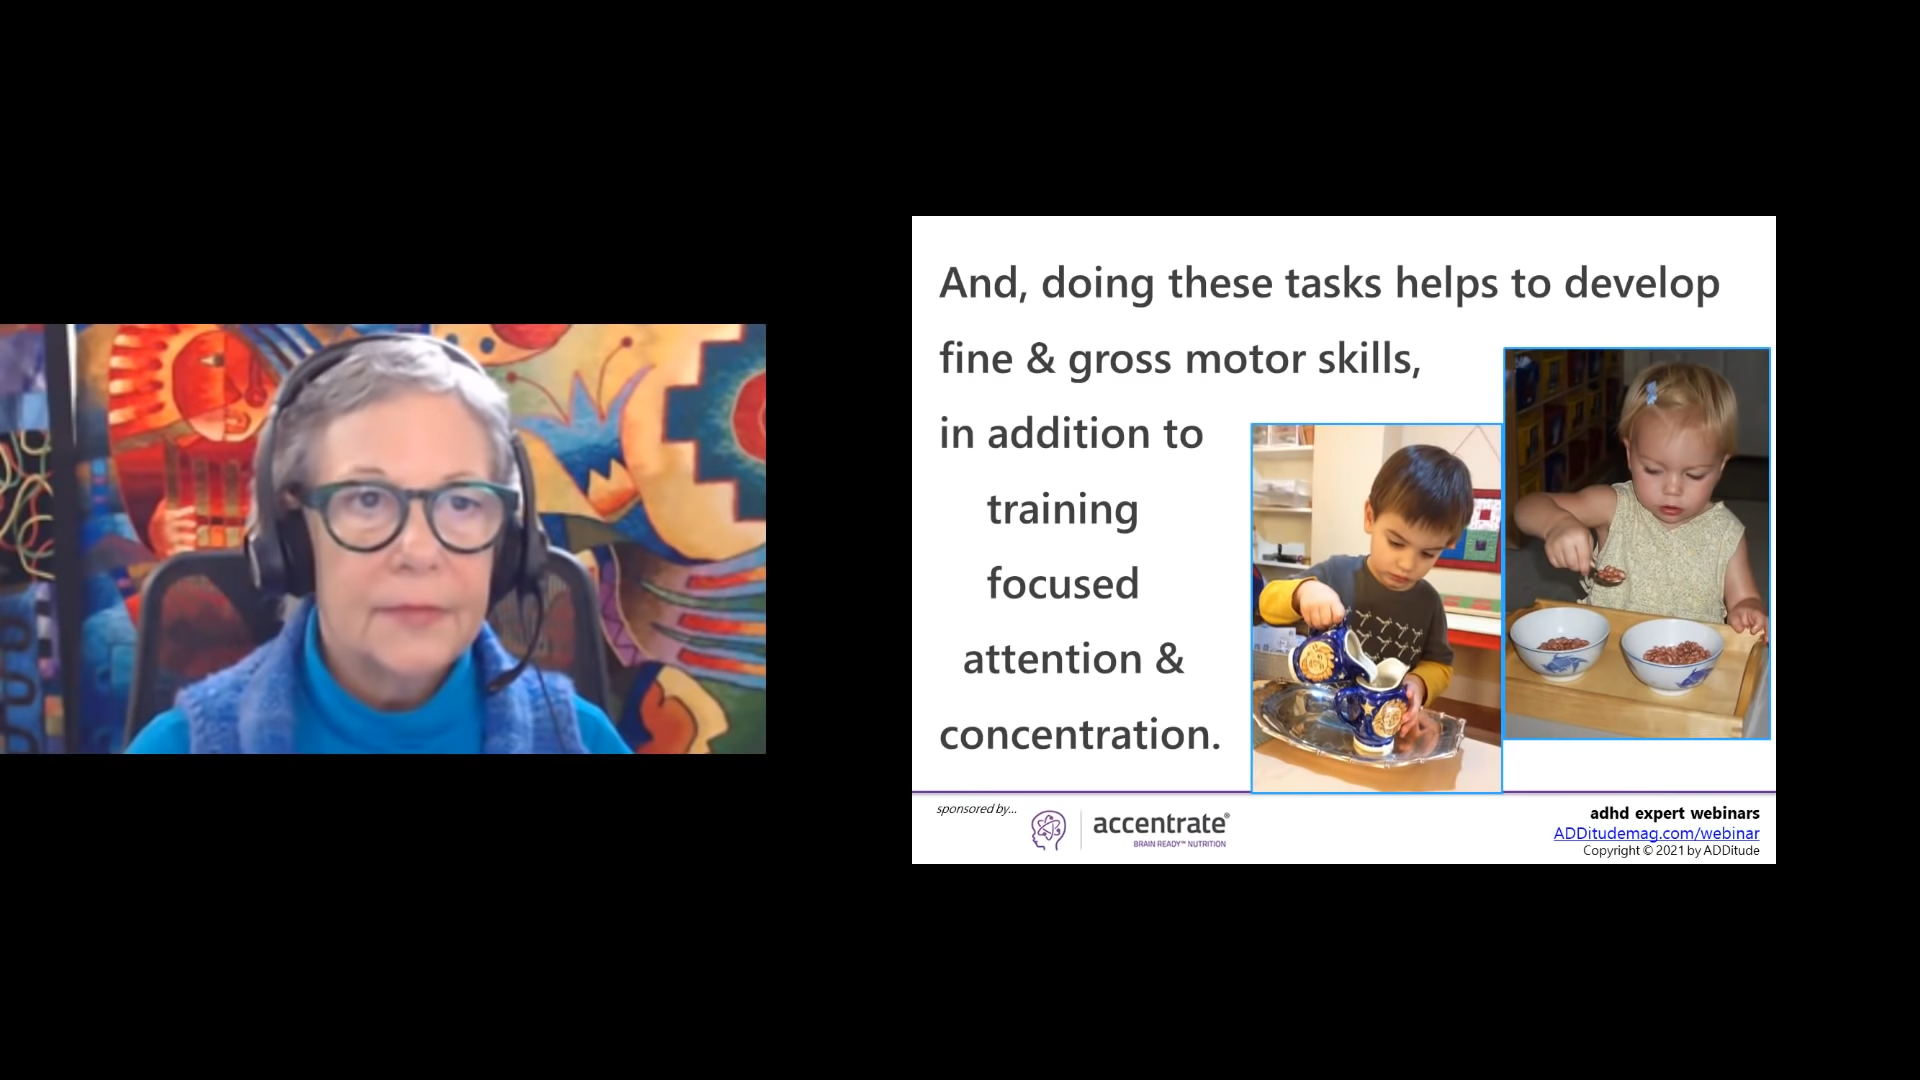 And, doing these tasks helps to develop
fine & gross motor skills,
in addition to
training
focused
attention &
concentration.
sponsored by...
accentrate®
BRAIN READY™ NUTRITION
adhd expert webinars
ADDitudemag.com/webinar
Copyright © 2021 by ADDitude